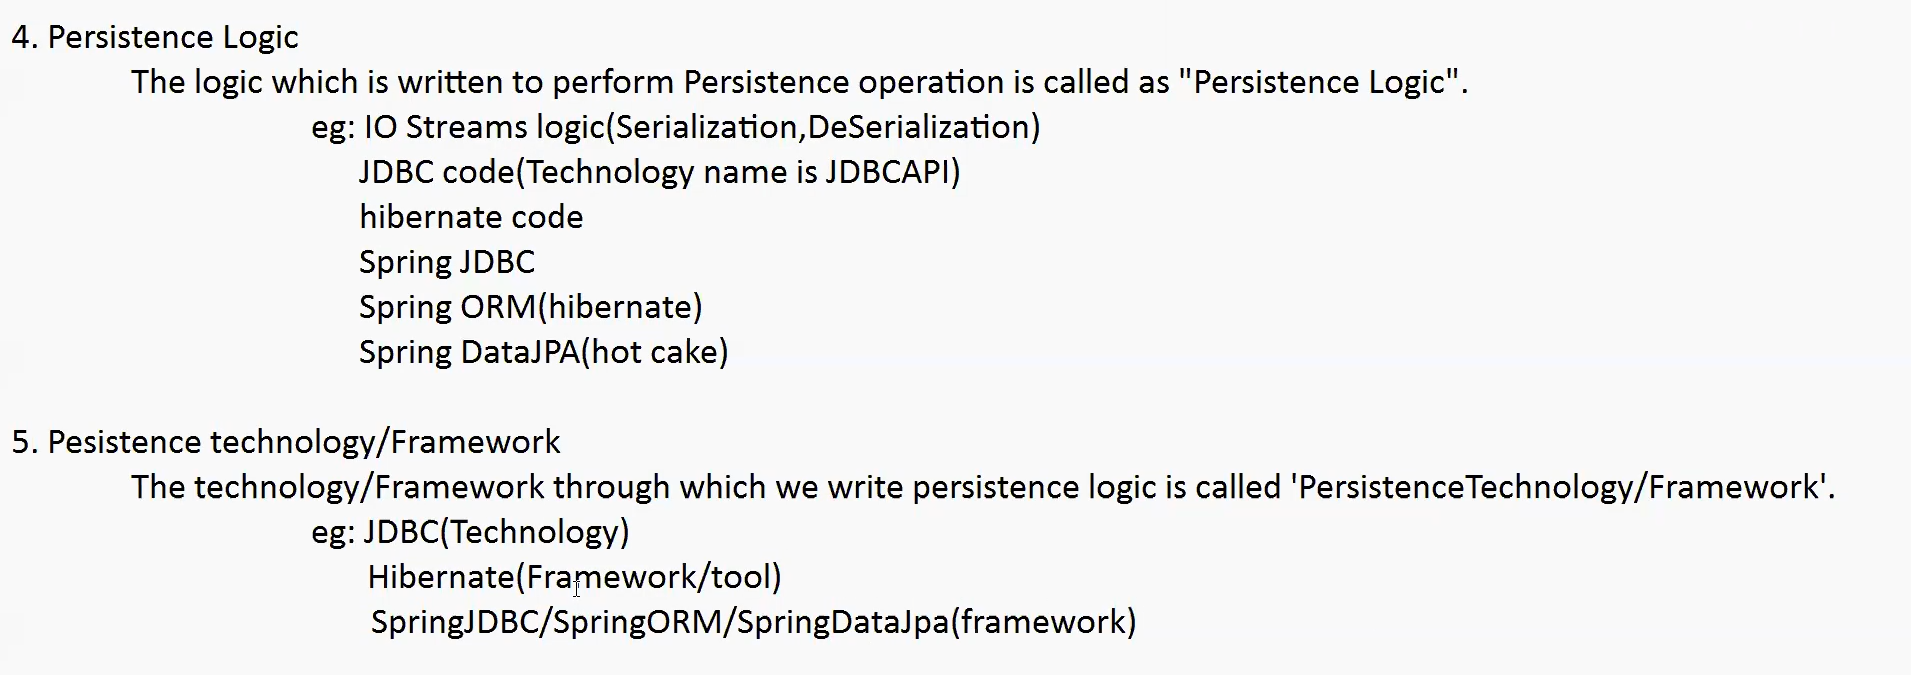 4. Persistence Logic
The logic which is written to perform Persistence operation is called as "Persistence Logic".
eg: IO Streams logic(Serialization,DeSerialization)
JDBC code(Technology name is JDBCAPI)
hibernate code
Spring JDBC
Spring ORM(hibernate)
Spring DataJPA(hot cake)
5. Pesistence technology/Framework
The technology/Framework through which we write persistence logic is called 'PersistenceTechnology/Framework'.
eg: JDBC(Technology)
Hibernate(Framework/tool)
SpringJDBC/SpringORM/SpringDataJpa(framework)